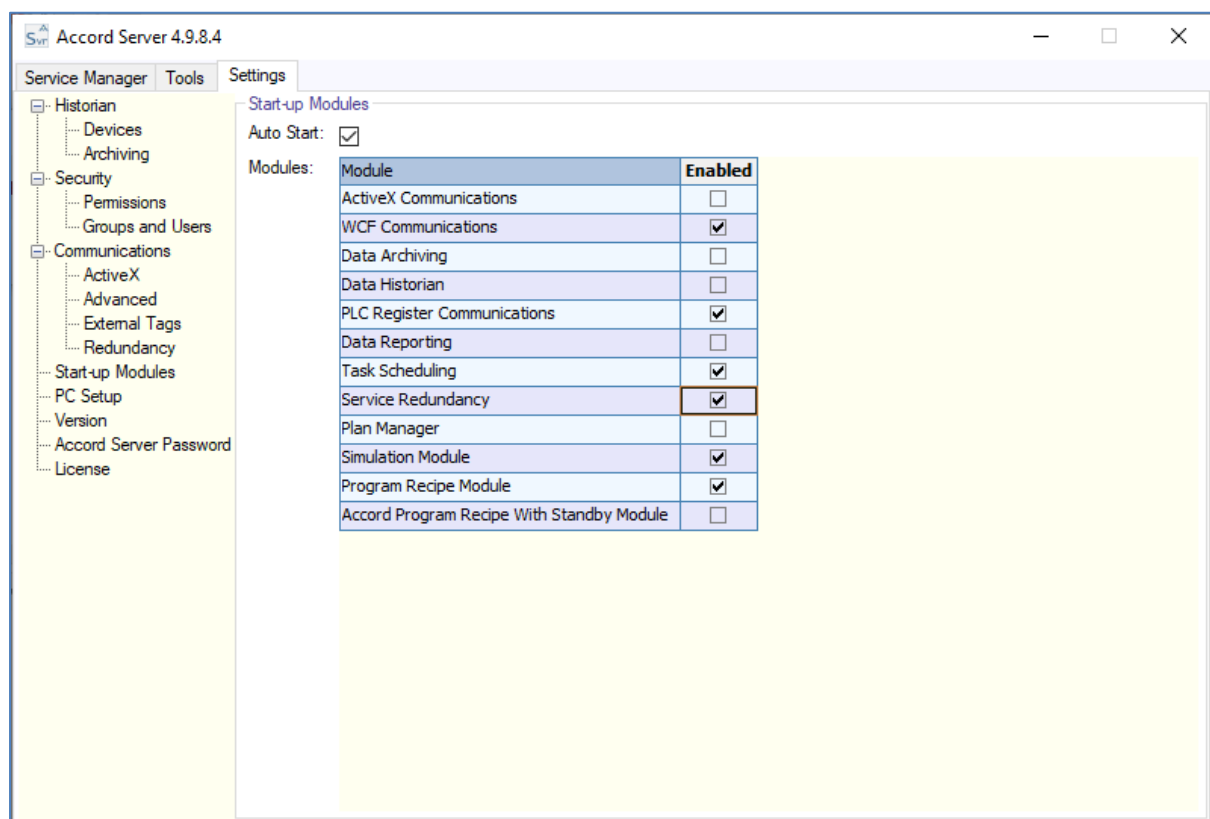 Svr Accord Server 4.9.8.4
Service Manager Tools Settings
Historian
Devices
Archiving
Security
Permissions
Groups and Users
Communications
ActiveX
Advanced
External Tags
Redundancy
Start-up Modules
PC Setup
Version
Accord Server Password
License
Start-up Modules
Auto Start:
Modules:
Module Enabled
ActiveX Communications
WCF Communications
Data Archiving
Data Historian
PLC Register Communications
Data Reporting
Task Scheduling
Service Redundancy
Plan Manager
Simulation Module
Program Recipe Module
Accord Program Recipe With Standby Module